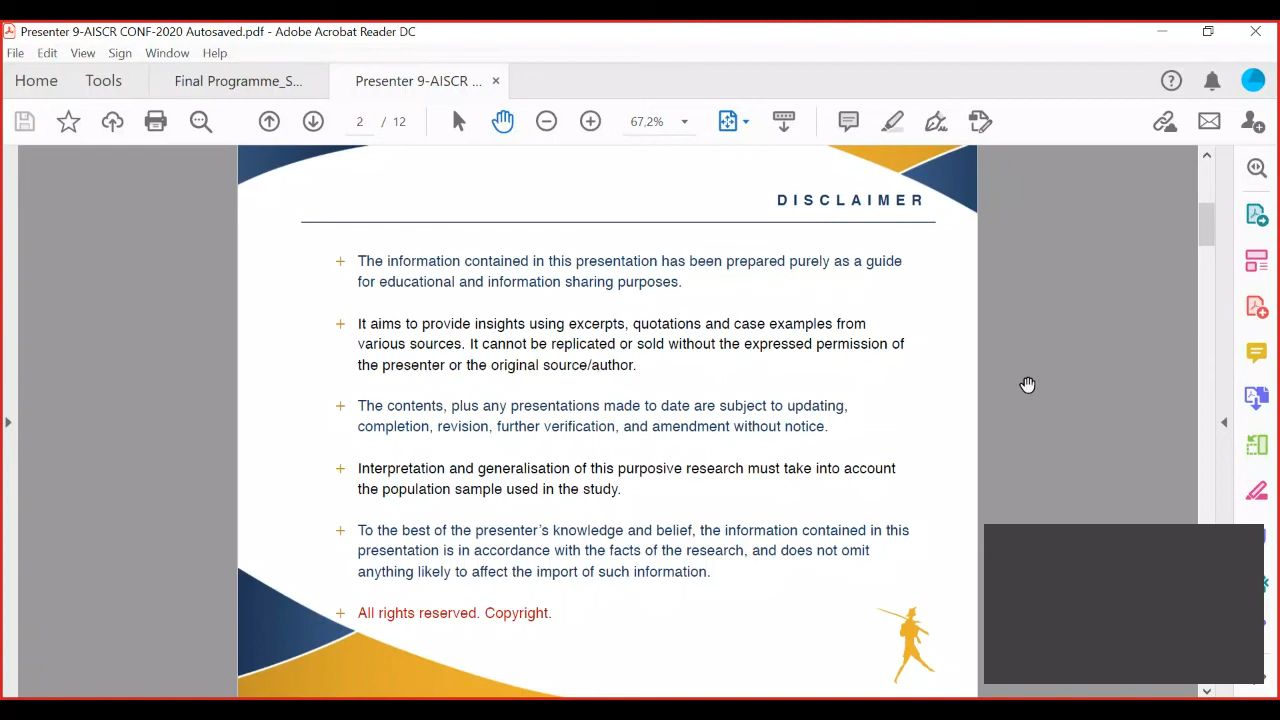 Presenter 9-AISCR CONF-2020 Autosaved.pdf - Adobe Acrobat Reader DC
File Edit View Sign Window Help
Home Tools Final Programme_S... Presenter 9-AISCR ... ×
2 / 12 67,2%
DISCLAIMER
+ The information contained in this presentation has been prepared purely as a guide
for educational and information sharing purposes.
+ It aims to provide insights using excerpts, quotations and case examples from
various sources. It cannot be replicated or sold without the expressed permission of
the presenter or the original source/author.
+ The contents, plus any presentations made to date are subject to updating,
completion, revision, further verification, and amendment without notice.
+ Interpretation and generalisation of this purposive research must take into account
the population sample used in the study.
+ To the best of the presenter's knowledge and belief, the information contained in this
presentation is in accordance with the facts of the research, and does not omit
anything likely to affect the import of such information.
+ All rights reserved. Copyright.